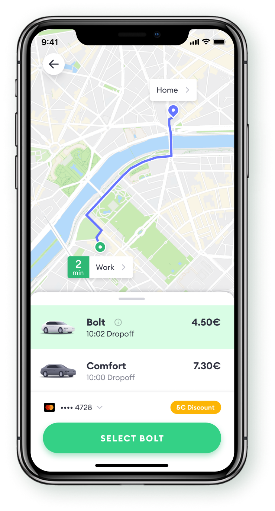 9:41
Home
2
min
Work
Bolt
4.50€
10:02 Dropoff
Comfort
7.30€
10:00 Dropoff
•••• 4728
5€ Discount
SELECT BOLT